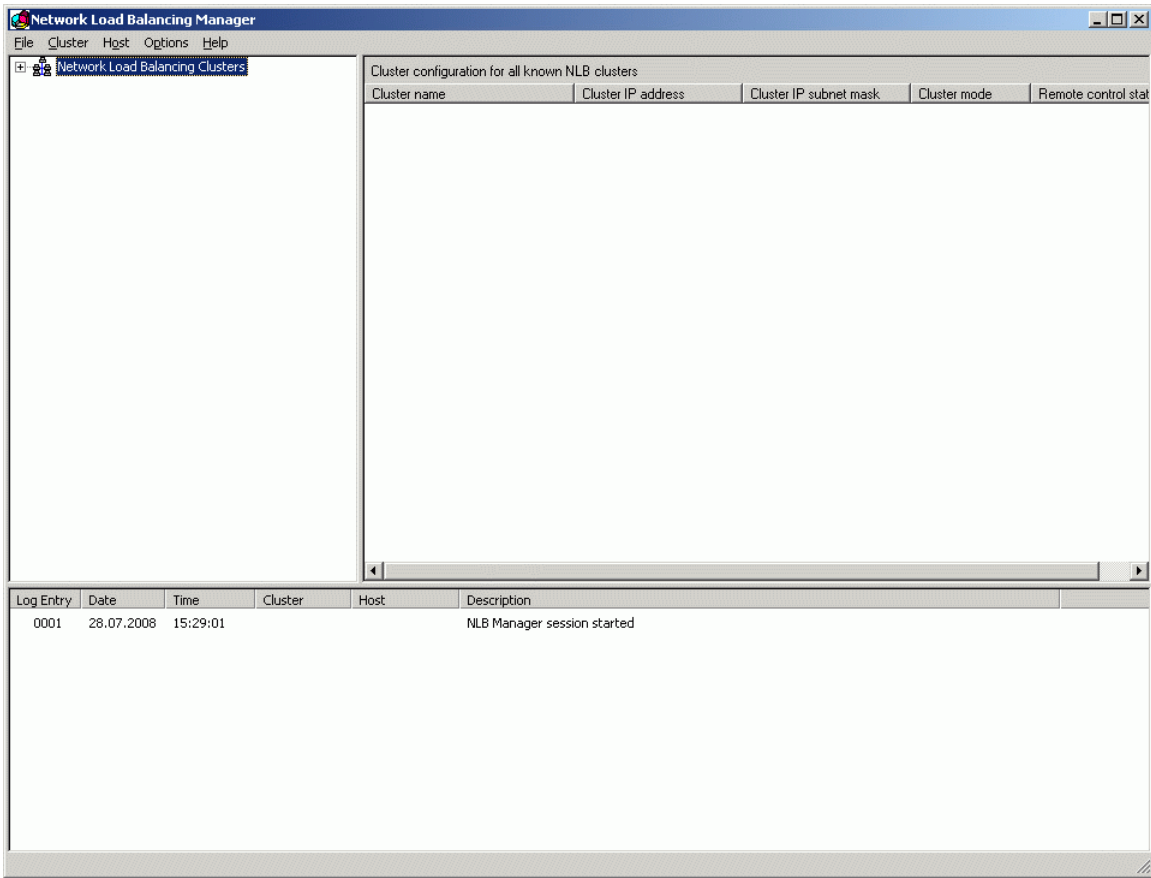 Network Load Balancing Manager
File Cluster Host Options Help
Network Load Balancing Clusters
Cluster configuration for all known NLB clusters
Cluster name Cluster IP address Cluster IP subnet mask Cluster mode Remote control stat
Log Entry Date Time Cluster Host Description
0001 28.07.2008 15:29:01 NLB Manager session started